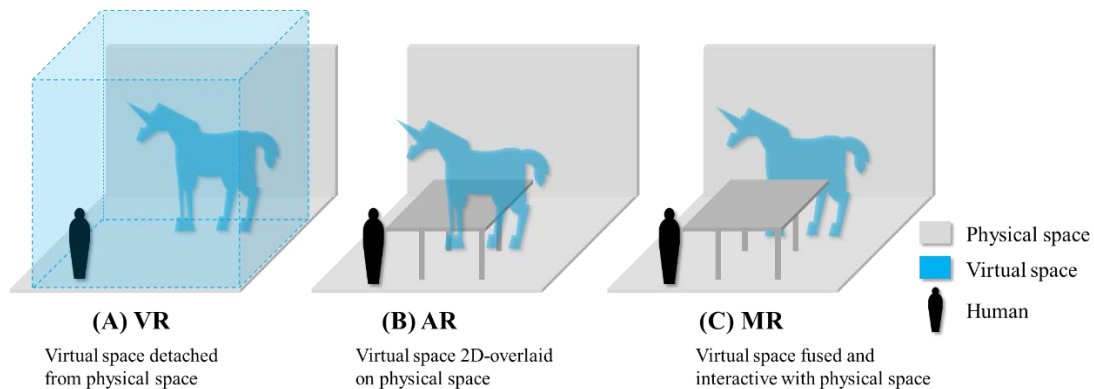 Physical space
Virtual space
Human
(A) VR
(B) AR
(C) MR
Virtual space detached
from physical space
Virtual space 2D-overlaid
on physical space
Virtual space fused and
interactive with physical space